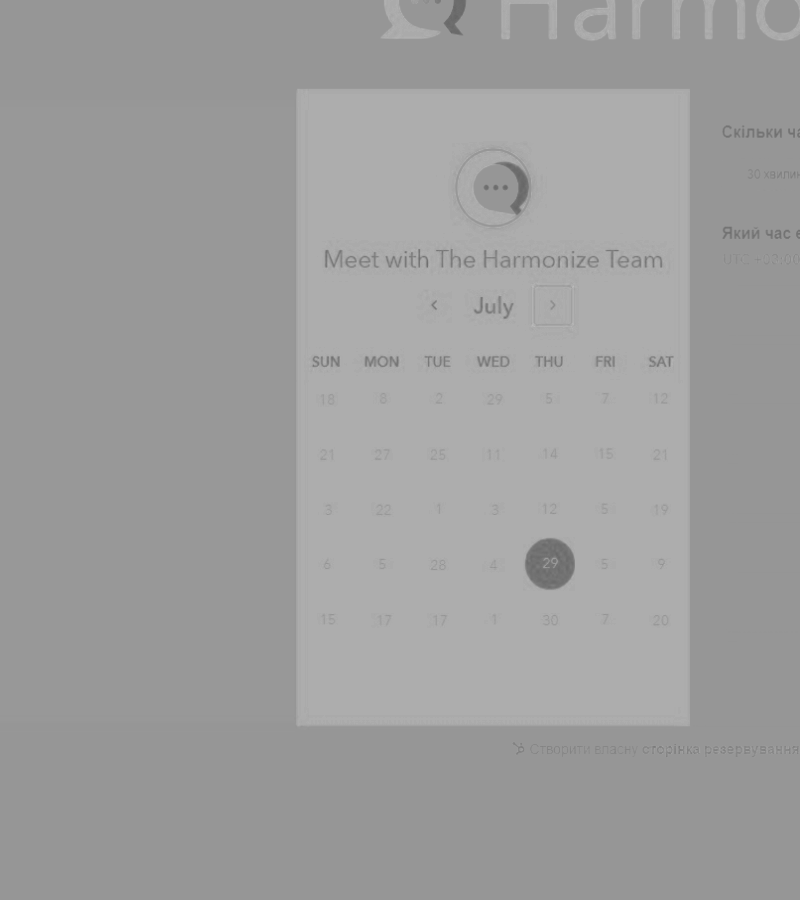 Harmo
Meet with The Harmonize Team
July
SUN MON TUE WED THU FRI SAT
18 8 2 29 5 7 12
21 27 25 11 14 15 21
3 22 1 3 12 5 19
6 5 28 4 29 5 9
15 17 17 1 30 7 20
Скільки ча
30 хвилин
Який час є
UTC +02:00
Створити власну сторінка резервування